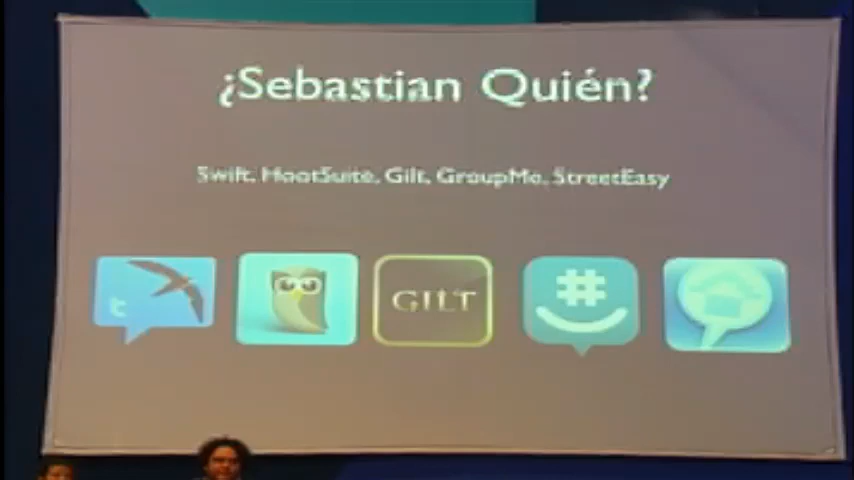 ¿Sebastian Quién?
Swift, HootSuite, Gilt, GroupMe, StreetEasy
t
GILT
#